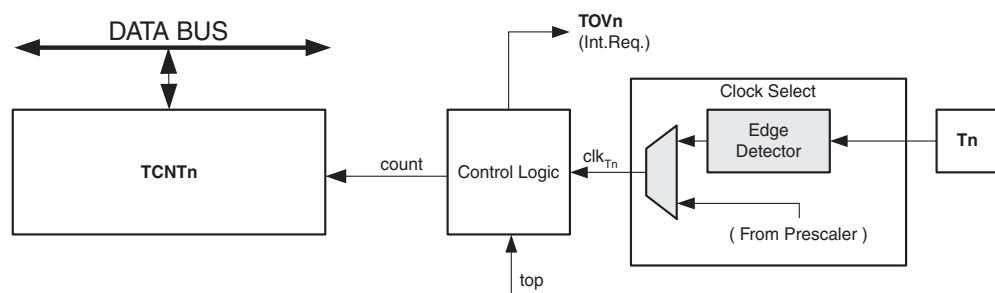 DATA BUS
TOVn
(Int.Req.)
Clock Select
TCNTn
count
Control Logic
clkTn
Edge
Detector
Tn
( From Prescaler )
top